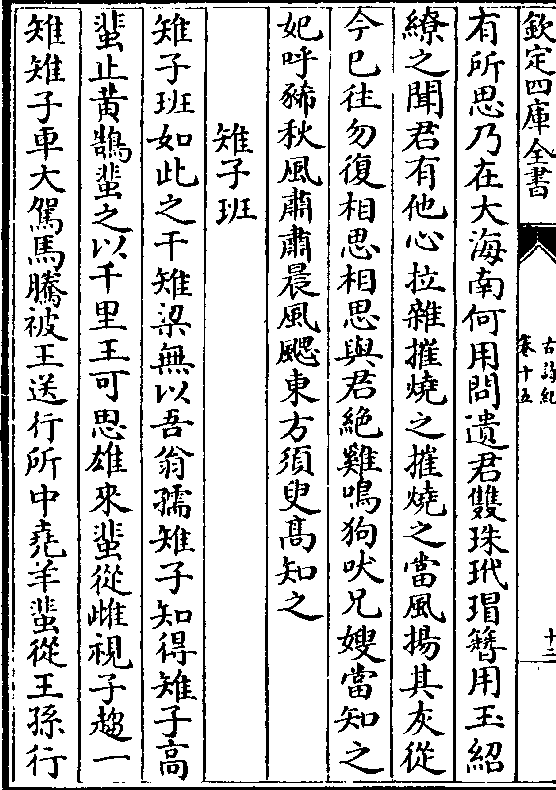 欽定四庫全書
古詩紀
卷十五
十三
有所思乃在大海南何用問遺君雙珠玳瑁簪用玉紹
繚之聞君有他心拉雜摧燒之摧燒之當風揚其灰從
今已往勿復相思相思與君絶雞鳴狗吠兄嫂當知之
妃呼豨秋風肅肅晨風颸東方須臾髙知之
雉子班
雉子班如此之干雉梁無以吾翁孺雉子知得雉子高
蜚止黄鵠蜚之以千里王可思雄來蜚從雌視子趨一
雉雉子車大駕馬騰被王送行所中堯羊蜚從王孫行